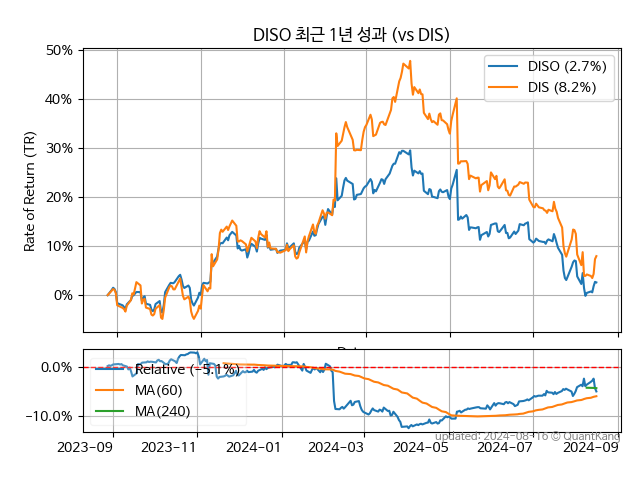 DISO 최근 1년 성과 (vs DIS)
50%
40%
30%
20%
10%
0%
Rate of Return (TR)
DISO (2.7%)
DIS (8.2%)
0.0%
-10.0%
Relative (-5.1%)
MA(60)
MA(240)
2023-09
2023-11
2024-01
2024-03
2024-05
2024-07
2024-09
updated: 2024-08-16 © QuantKang